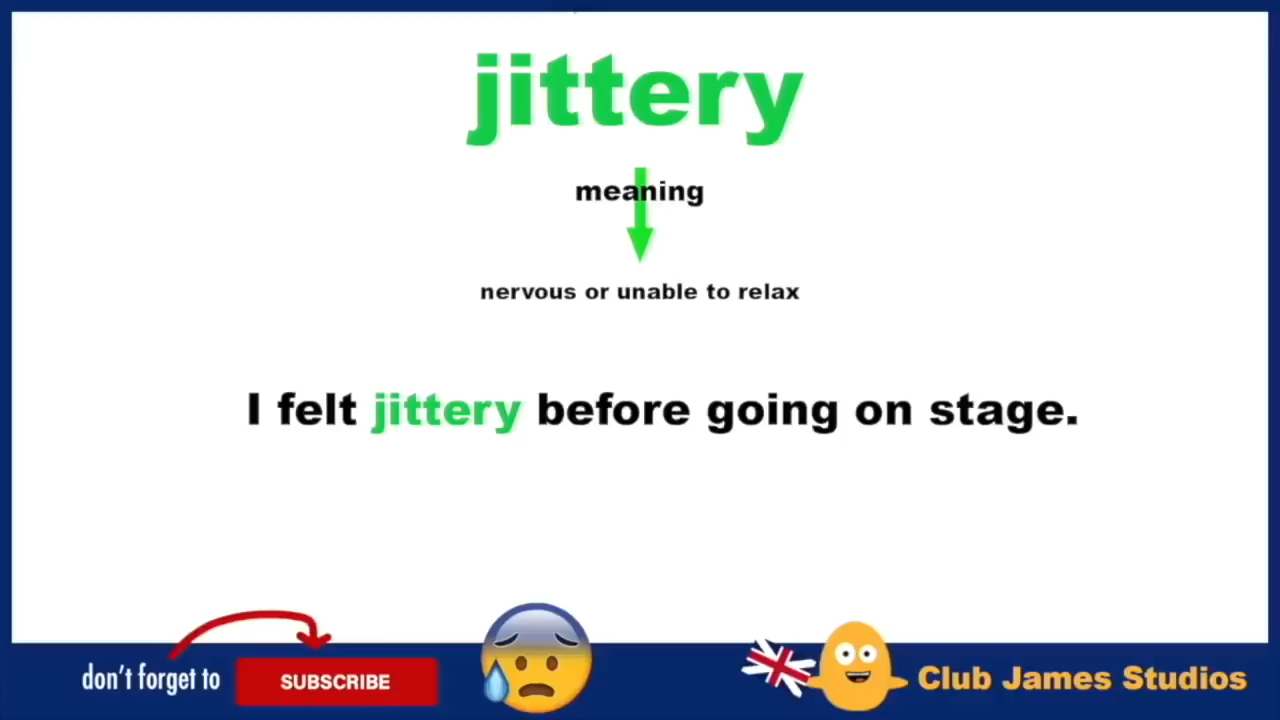 jittery
meaning
nervous or unable to relax
I felt jittery before going on stage.
don't forget to SUBSCRIBE
Club James Studios